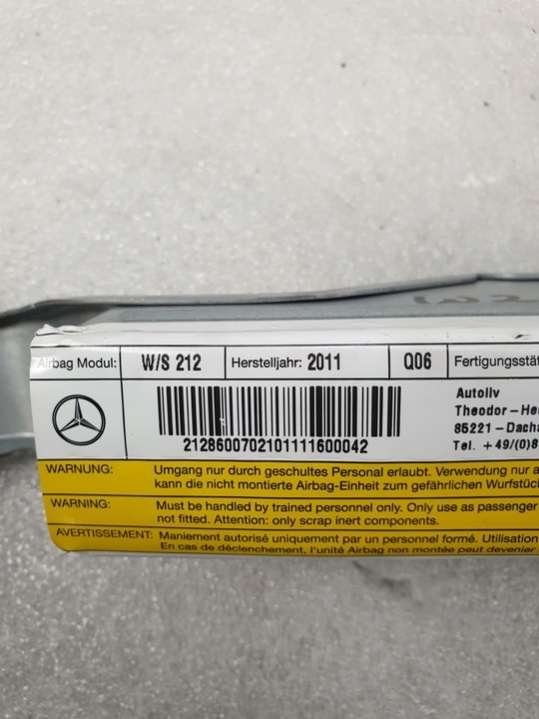 Airbag Modul: W/S 212 Herstelljahr: 2011 Q06 Fertigungsstät
Autoliv
Theodor-He
85221-Dacha
Tel. +49/(0)8
2128600702101111600042
WARNUNG: Umgang nur durch geschultes Personal erlaubt. Verwendung nur a
kann die nicht montierte Airbag-Einheit zum gefährlichen Wurfstüc
WARNING: Must be handled by trained personnel only. Only use as passenger
not fitted. Attention: only scrap inert components.
AVERTISSEMENT: Maniement autorisé uniquement par un personnel formé. Utilisation
En cas de déclenchement, l'unité Airbag non montée peut devenir